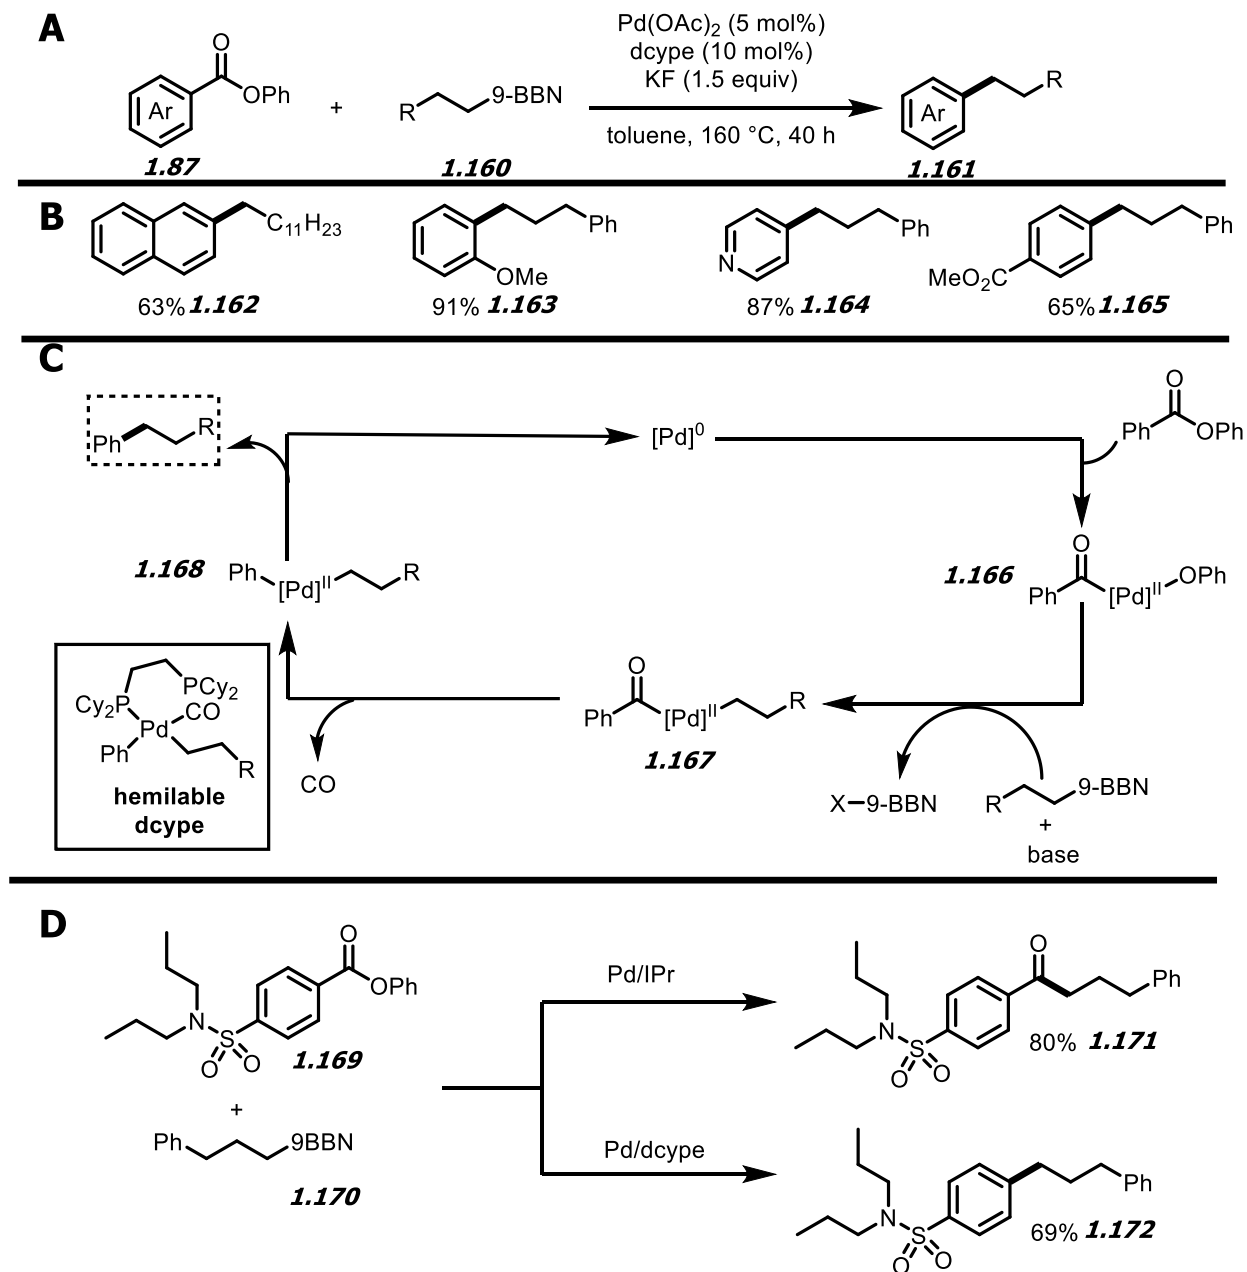 A
Pd(OAc)2 (5 mol%)
dcype (10 mol%)
KF (1.5 equiv)
toluene, 160 °C, 40 h
O
OPh
Ar
1.87
+
R
9-BBN
1.160
Ar
R
1.161
B
C11H23
63% 1.162
Ph
OMe
91% 1.163
N
Ph
87% 1.164
MeO2C
Ph
65% 1.165
C
Ph
R
[Pd]0
O
Ph
OPh
1.168
Ph
[Pd]II
R
1.166
O
Ph
[Pd]II
OPh
PCy2
Cy2P
CO
Pd
Ph
R
hemilable
dcype
CO
O
Ph
[Pd]II
R
1.167
X–9-BBN
R
9-BBN
+
base
D
O
OPh
N
S
O
O
1.169
+
Ph
9BBN
1.170
Pd/IPr
O
Ph
N
S
O
O
80% 1.171
Pd/dcype
Ph
N
S
O
O
69% 1.172